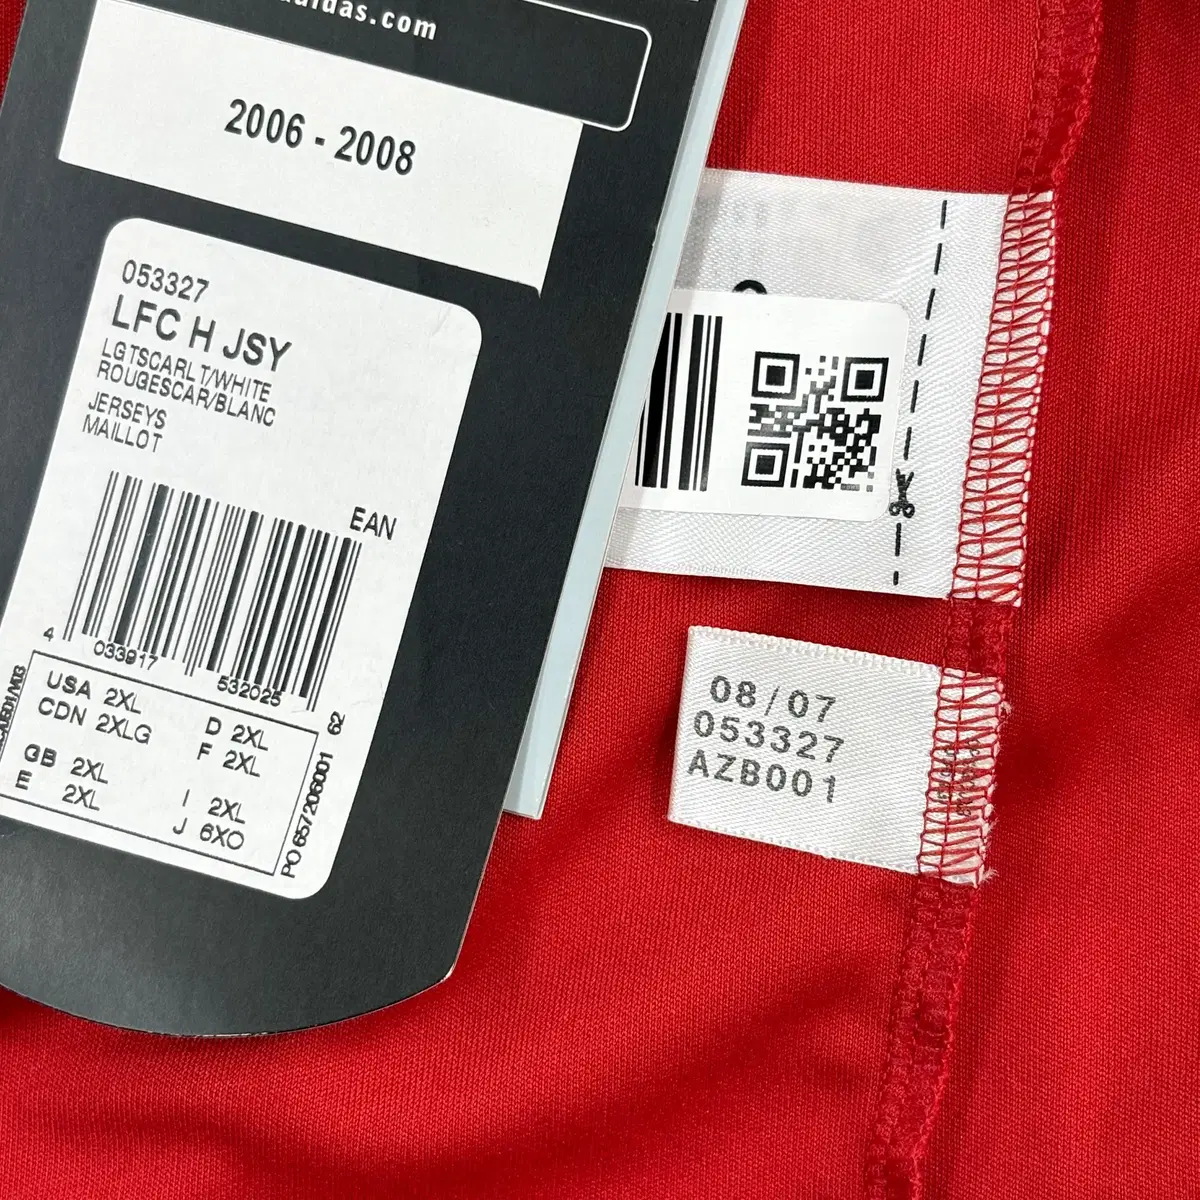 adidas.com
2006 - 2008
053327
LFC H JSY
LGTSCARLT/WHITE
ROUGESCAR/BLANC
JERSEYS
MAILLOT
EAN
4 033917 532025 62
USA 2XL
CDN 2XLG
GB 2XL
E 2XL
D 2XL
F 2XL
I 2XL
J 6XO
PO 657206001
08/07
053327
AZB001